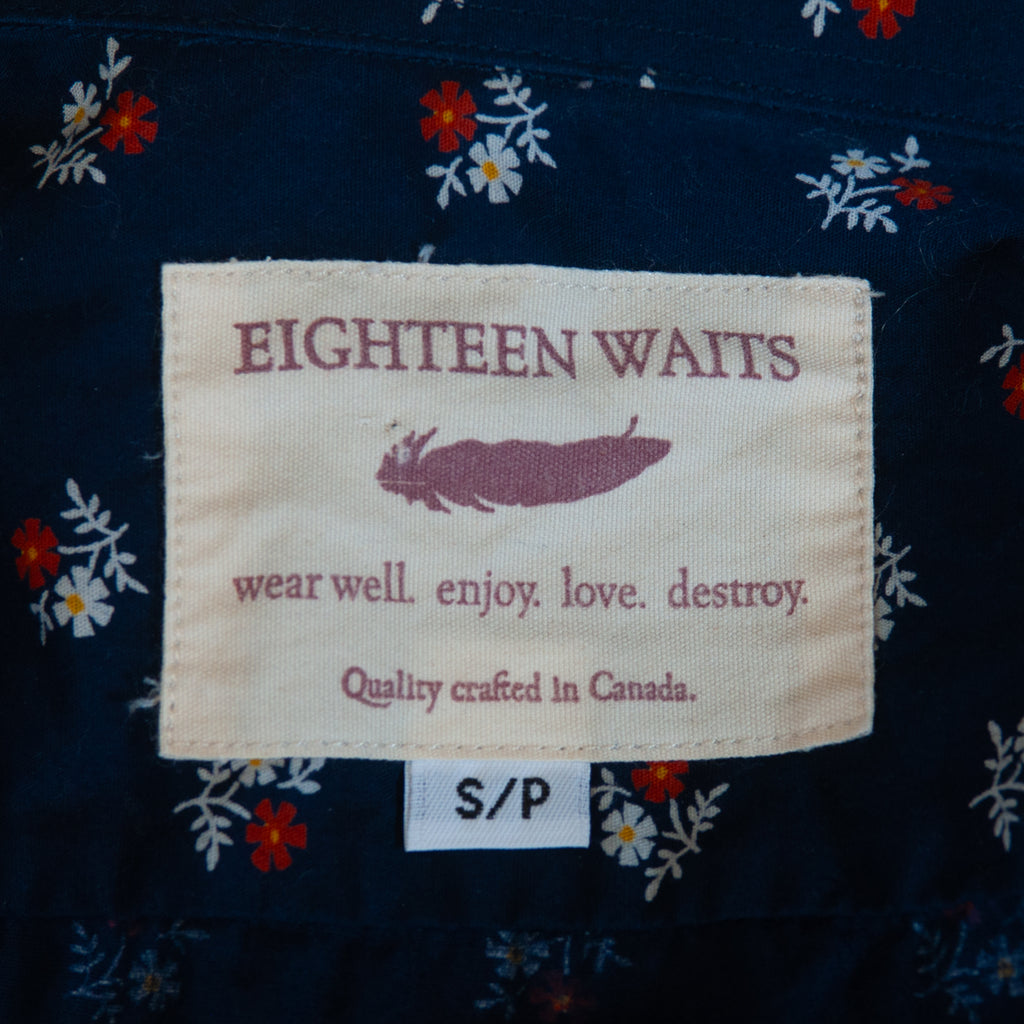 EIGHTEEN WAITS
wear well. enjoy. love. destroy.
Quality crafted in Canada.
S/P